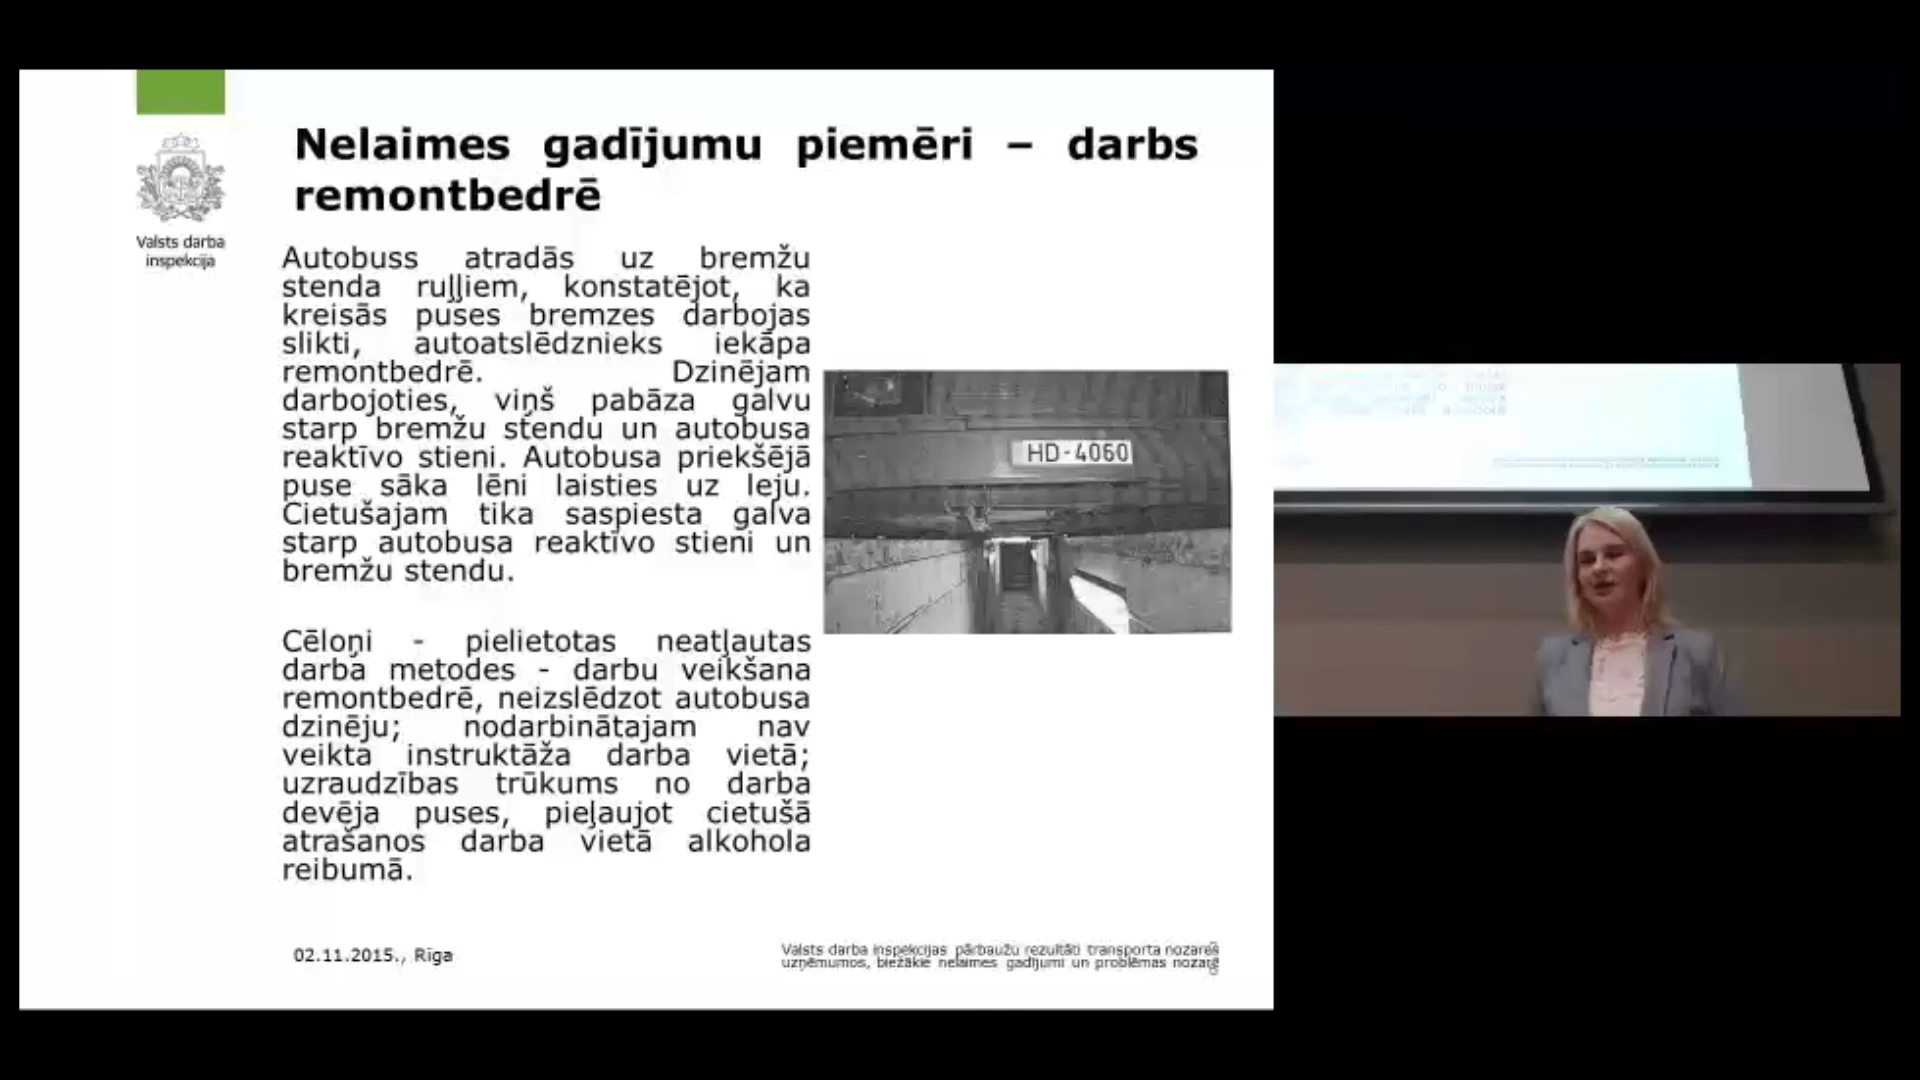 Nelaimes gadījumu piemēri – darbs
remontbedrē
Valsts darba
inspekcija
Autobuss atradās uz bremžu
stenda ruļļiem, konstatējot, ka
kreisās puses bremzes darbojas
slikti, autoatslēdznieks iekāpa
remontbedrē. Dzinējam
darbojoties, viņš pabāza galvu
starp bremžu stendu un autobusa
reaktīvo stieni. Autobusa priekšējā
puse sāka lēni laisties uz leju.
Cietušajam tika saspiesta galva
starp autobusa reaktīvo stieni un
bremžu stendu.
HD-4060
Cēloņi - pielietotas neatļautas
darba metodes - darbu veikšana
remontbedrē, neizslēdzot autobusa
dzinēju; nodarbinātajam nav
veikta instruktāža darba vietā;
uzraudzības trūkums no darba
devēja puses, pieļaujot cietušā
atrašanos darba vietā alkohola
reibumā.
02.11.2015., Rīga
Valsts darba inspekcijas pārbaužu rezultāti transporta nozares
uzņēmumos, biežākie nelaimes gadījumi un problēmas nozarē